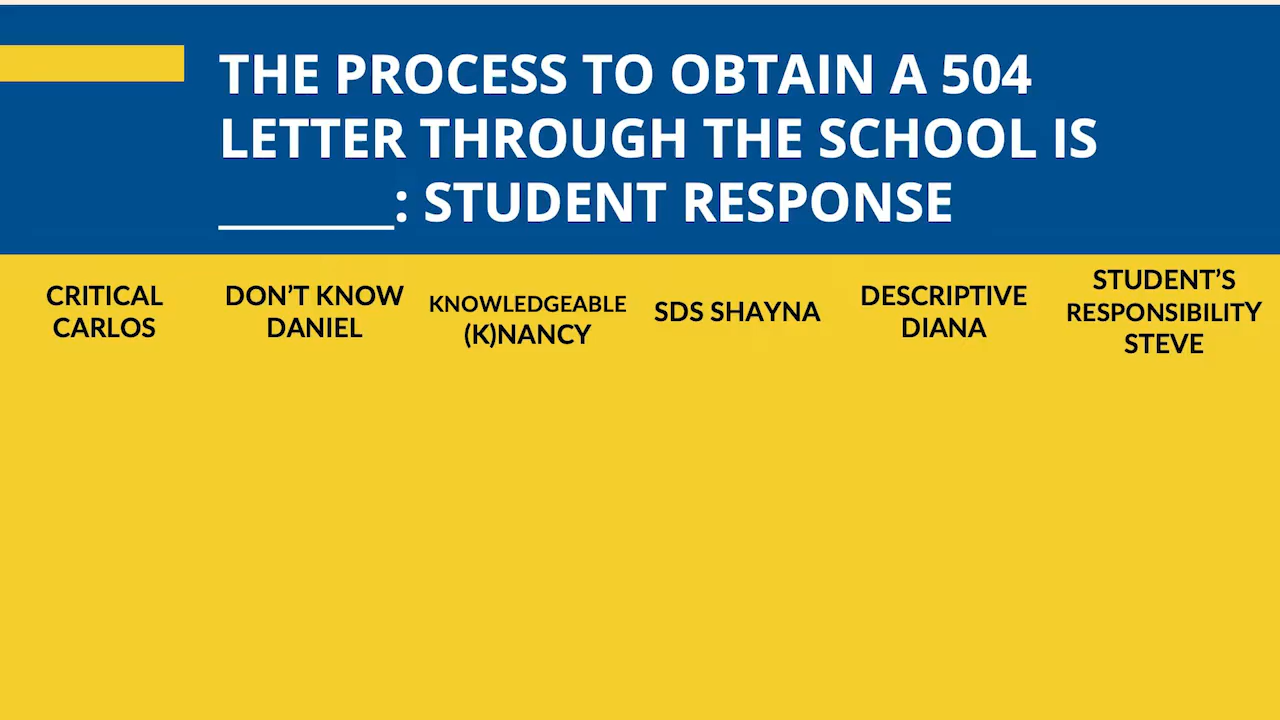 THE PROCESS TO OBTAIN A 504
LETTER THROUGH THE SCHOOL IS
_______: STUDENT RESPONSE
CRITICAL
CARLOS
DON’T KNOW
DANIEL
KNOWLEDGEABLE
(K)NANCY
SDS SHAYNA
DESCRIPTIVE
DIANA
STUDENT’S
RESPONSIBILITY
STEVE